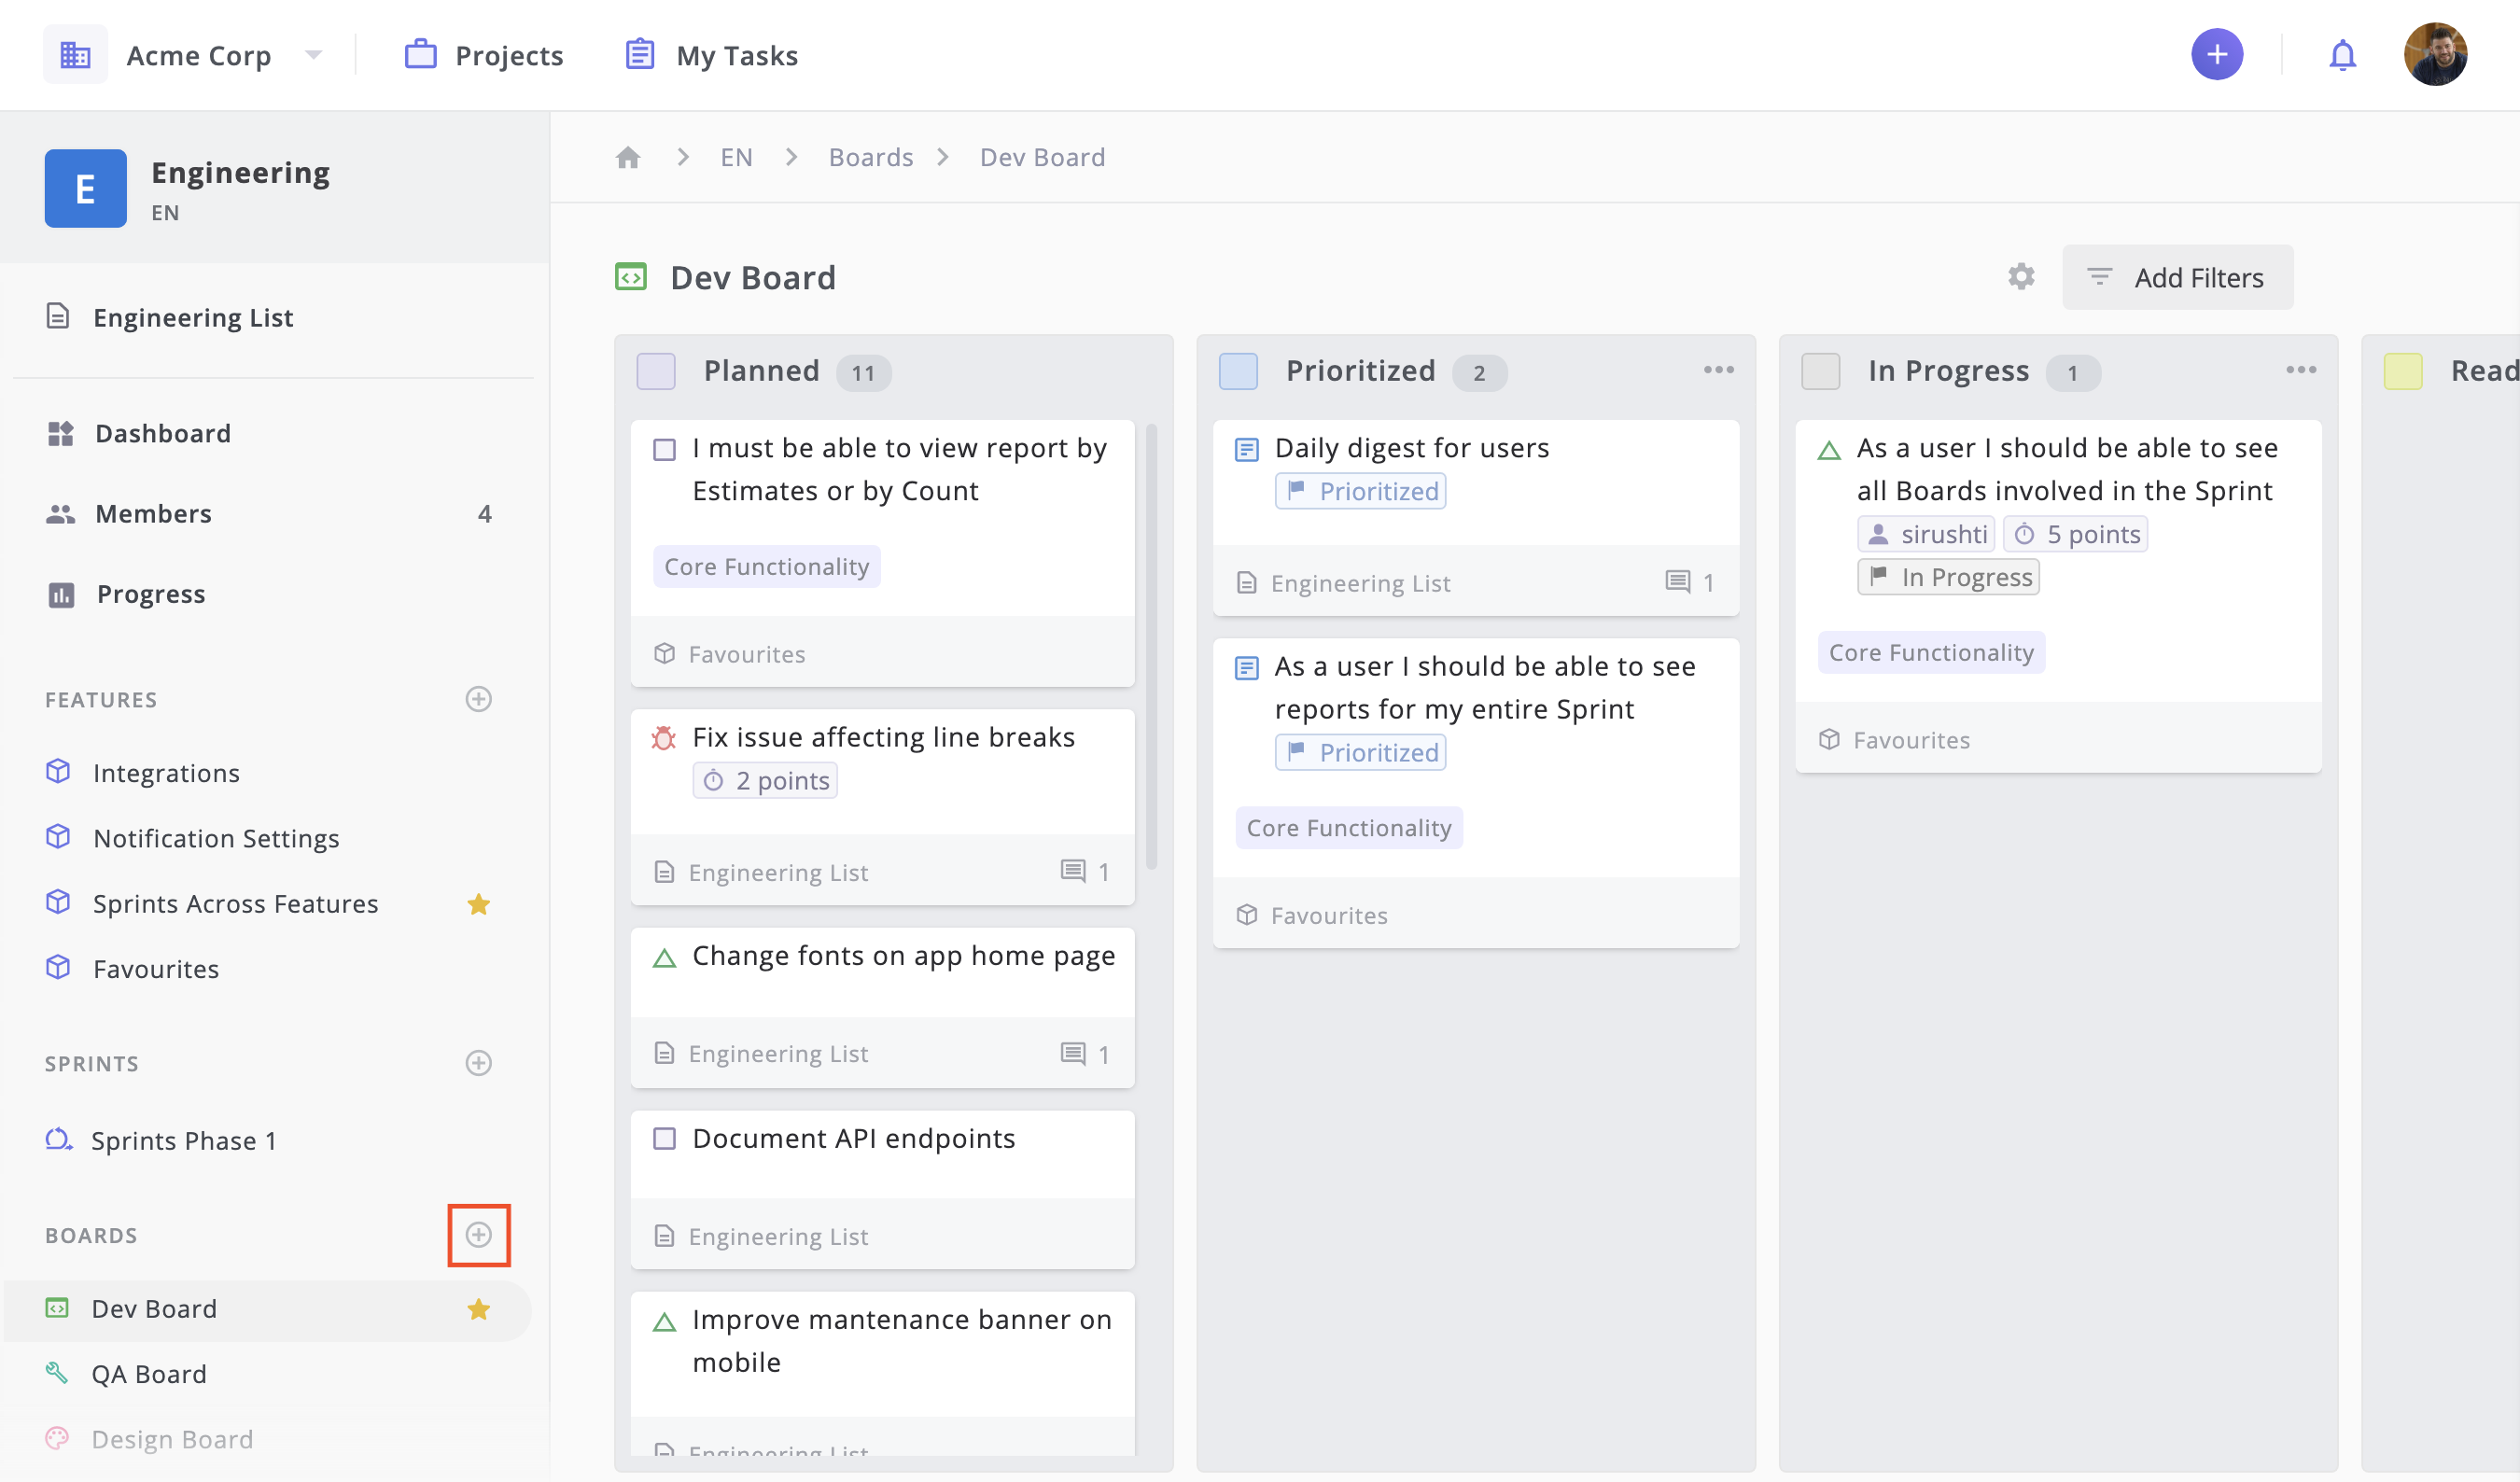 Acme Corp
Projects
My Tasks
E
Engineering
EN
Engineering List
Dashboard
Members 4
Progress
FEATURES
Integrations
Notification Settings
Sprints Across Features
Favourites
SPRINTS
Sprints Phase 1
BOARDS
Dev Board
QA Board
Design Board
EN
Boards
Dev Board
Dev Board
Add Filters
Planned 11
I must be able to view report by
Estimates or by Count
Core Functionality
Favourites
Fix issue affecting line breaks
2 points
Engineering List 1
Change fonts on app home page
Engineering List 1
Document API endpoints
Engineering List
Improve mantenance banner on
mobile
Engineering List
Prioritized 2
Daily digest for users
Prioritized
Engineering List 1
As a user I should be able to see
reports for my entire Sprint
Prioritized
Core Functionality
Favourites
In Progress 1
As a user I should be able to see
all Boards involved in the Sprint
sirushti 5 points
In Progress
Core Functionality
Favourites
Read